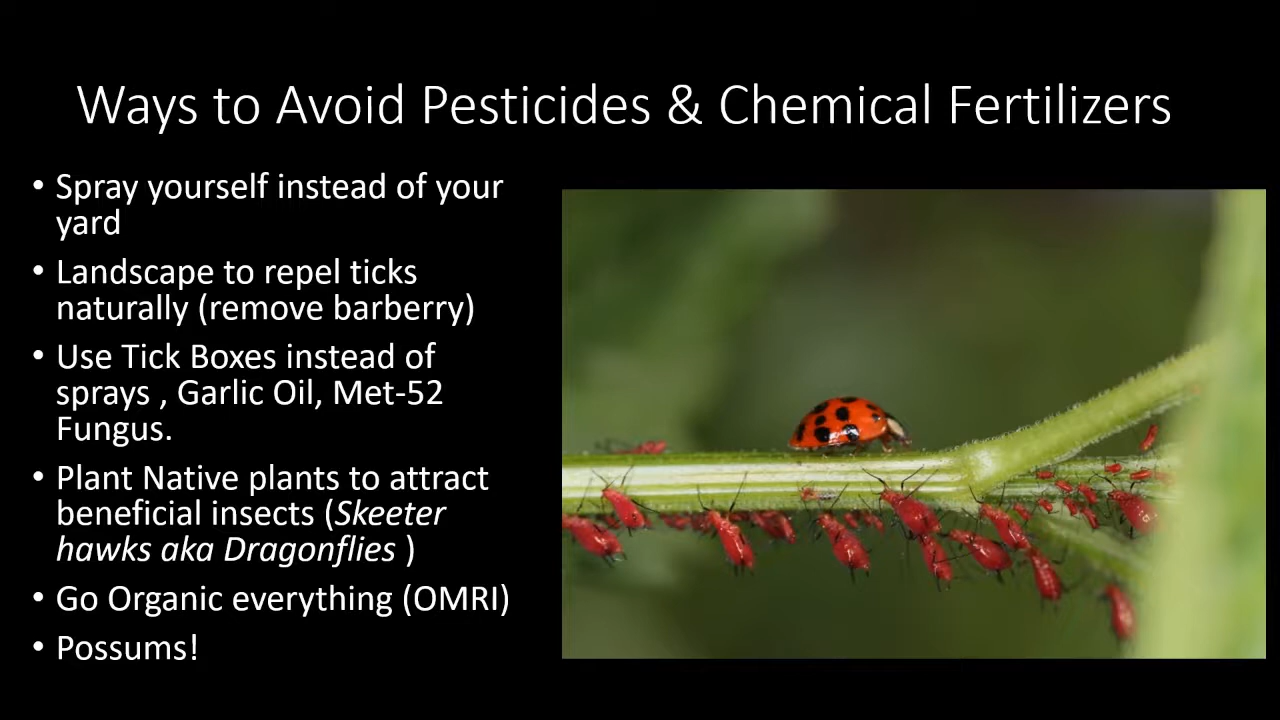 Ways to Avoid Pesticides & Chemical Fertilizers
• Spray yourself instead of your
yard
• Landscape to repel ticks
naturally (remove barberry)
• Use Tick Boxes instead of
sprays , Garlic Oil, Met-52
Fungus.
• Plant Native plants to attract
beneficial insects (Skeeter
hawks aka Dragonflies )
• Go Organic everything (OMRI)
• Possums!